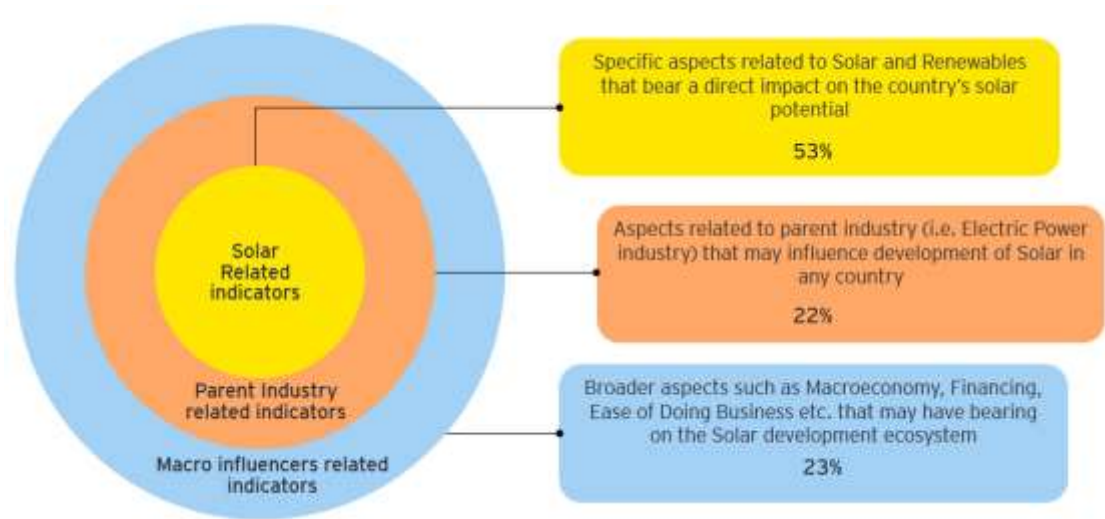 Solar
Related
indicators
Parent Industry
related indicators
Macro influencers related
indicators
Specific aspects related to Solar and Renewables
that bear a direct impact on the country's solar
potential
53%
Aspects related to parent industry (i.e. Electric Power
industry) that may influence development of Solar in
any country
22%
Broader aspects such as Macroeconomy, Financing,
Ease of Doing Business etc. that may have bearing
on the Solar development ecosystem
23%